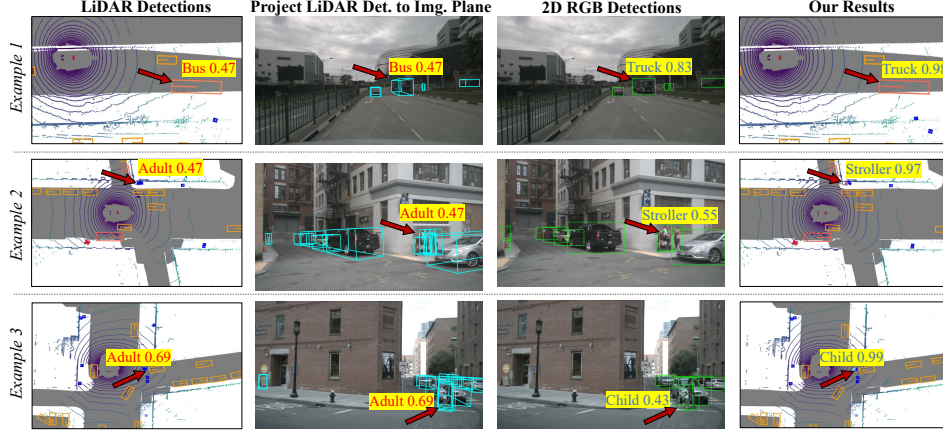 LiDAR Detections
Project LiDAR Det. to Img. Plane
2D RGB Detections
Our Results
Example 1
Bus 0.47
Bus 0.47
Truck 0.83
Truck 0.98
Example 2
Adult 0.47
Adult 0.47
Stroller 0.55
Stroller 0.97
Example 3
Adult 0.69
Adult 0.69
Child 0.43
Child 0.99